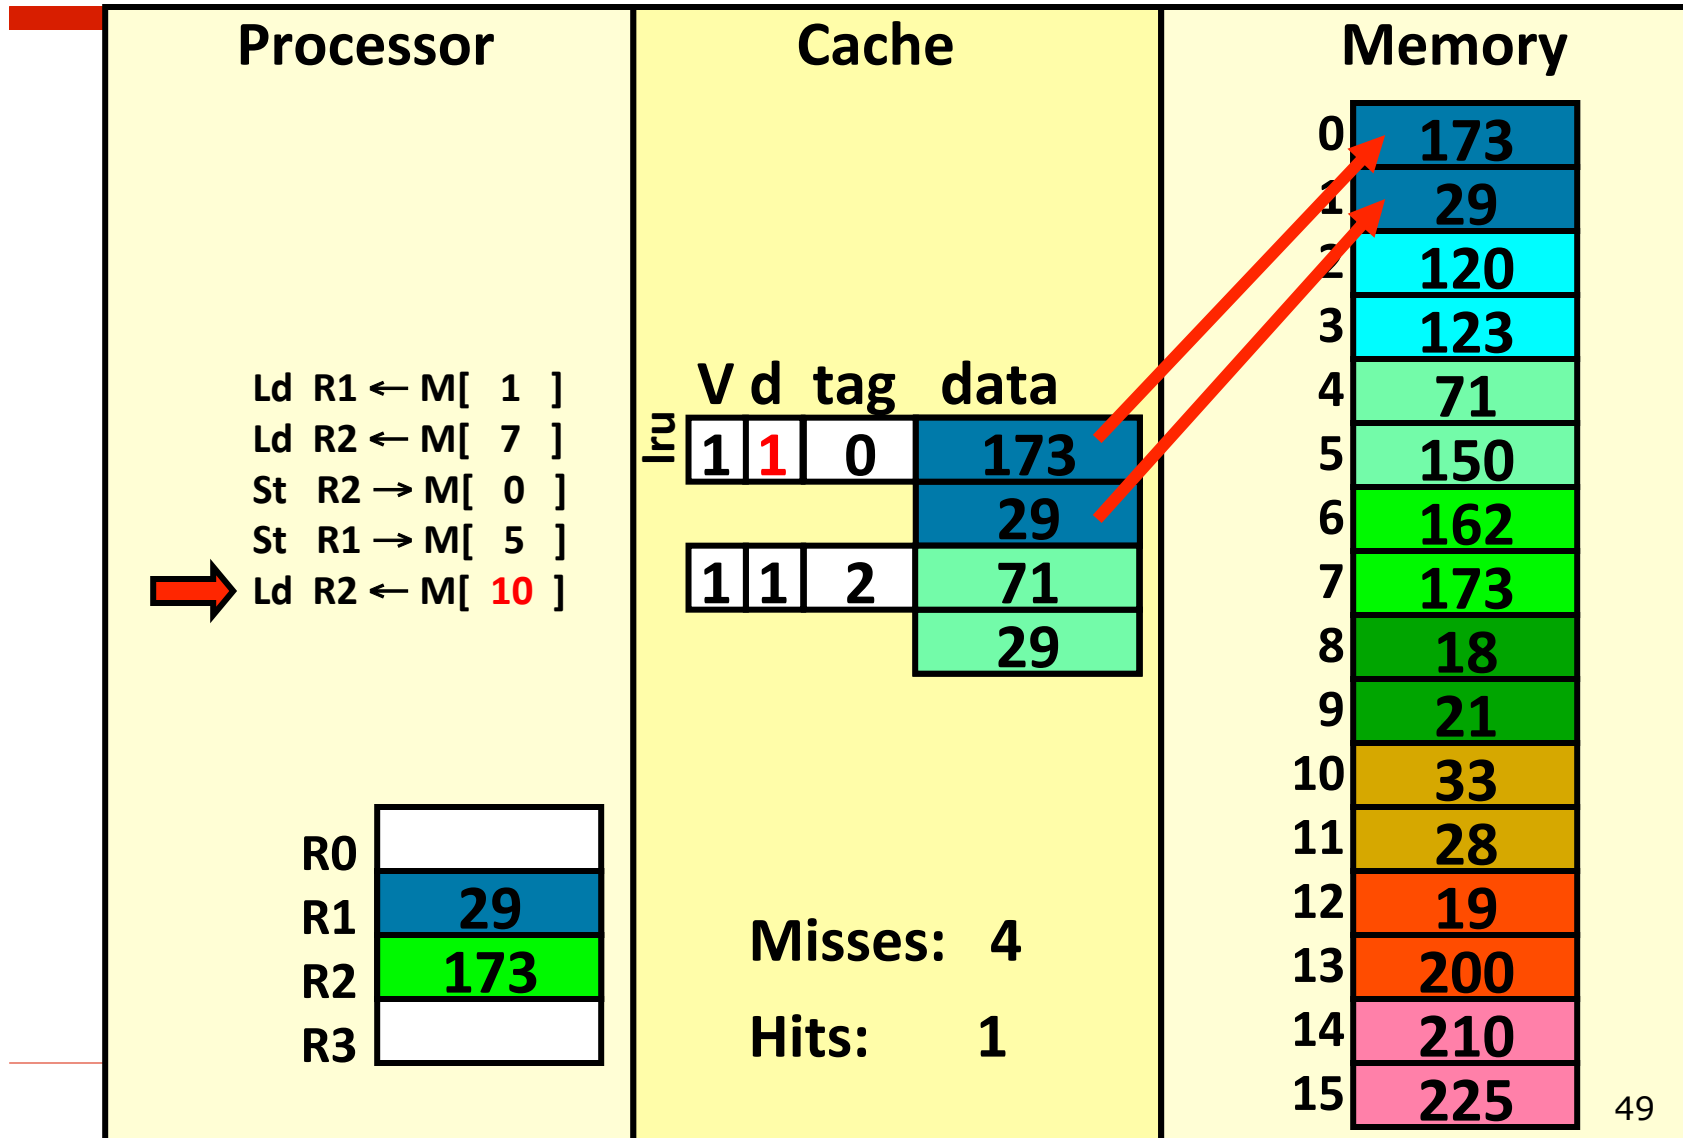 Processor
Ld R1 ← M[ 1 ]
Ld R2 ← M[ 7 ]
St R2 → M[ 0 ]
St R1 → M[ 5 ]
Ld R2 ← M[ 10 ]
R0
R1 29
R2 173
R3
Cache
V d tag data
lru
1 1 0 173
29
1 1 2 71
29
Misses: 4
Hits: 1
Memory
0 173
1 29
2 120
3 123
4 71
5 150
6 162
7 173
8 18
9 21
10 33
11 28
12 19
13 200
14 210
15 225
49